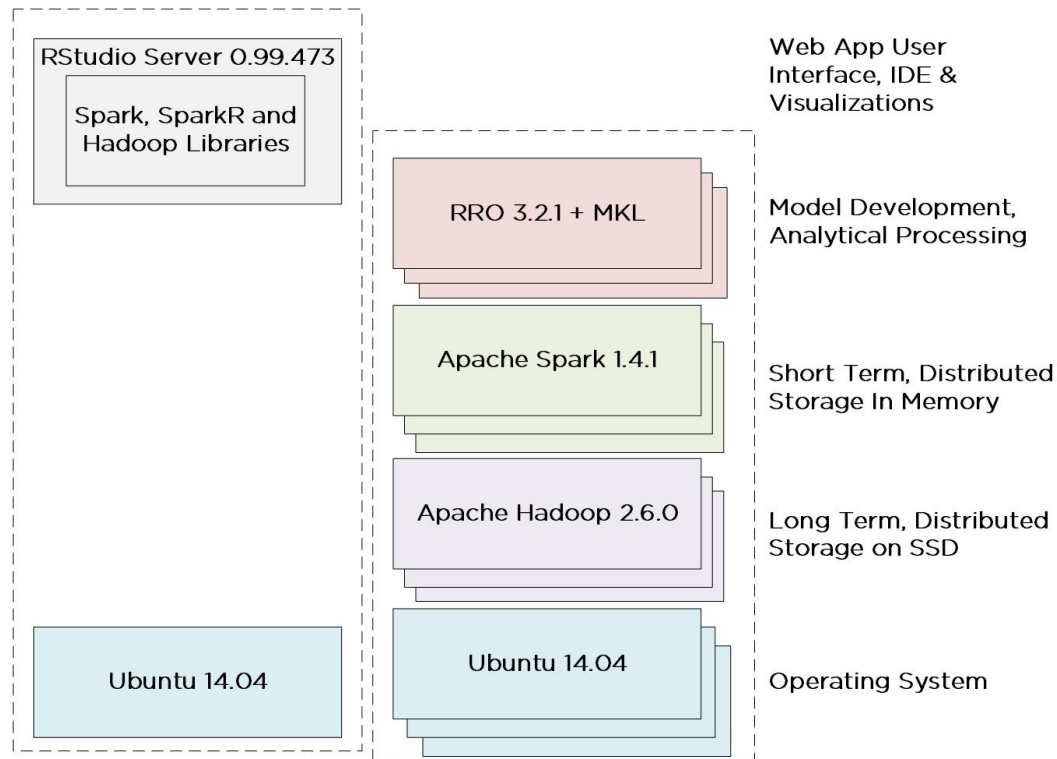 RStudio Server 0.99.473
Spark, SparkR and
Hadoop Libraries
Web App User
Interface, IDE &
Visualizations
RRO 3.2.1 + MKL
Model Development,
Analytical Processing
Apache Spark 1.4.1
Short Term, Distributed
Storage In Memory
Apache Hadoop 2.6.0
Long Term, Distributed
Storage on SSD
Ubuntu 14.04
Ubuntu 14.04
Operating System